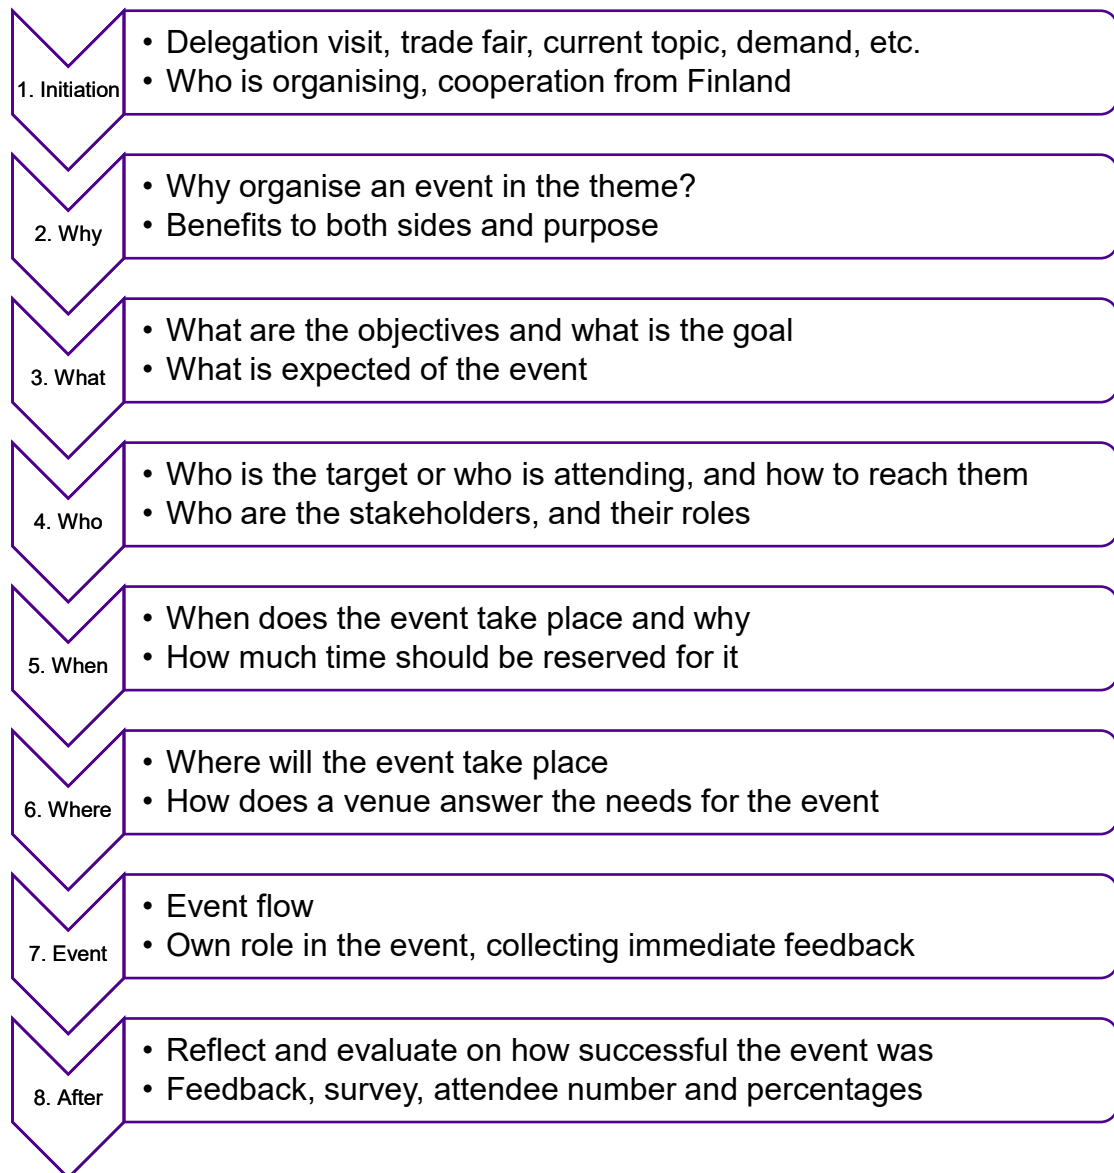 1. Initiation
• Delegation visit, trade fair, current topic, demand, etc.
• Who is organising, cooperation from Finland
2. Why
• Why organise an event in the theme?
• Benefits to both sides and purpose
3. What
• What are the objectives and what is the goal
• What is expected of the event
4. Who
• Who is the target or who is attending, and how to reach them
• Who are the stakeholders, and their roles
5. When
• When does the event take place and why
• How much time should be reserved for it
6. Where
• Where will the event take place
• How does a venue answer the needs for the event
7. Event
• Event flow
• Own role in the event, collecting immediate feedback
8. After
• Reflect and evaluate on how successful the event was
• Feedback, survey, attendee number and percentages